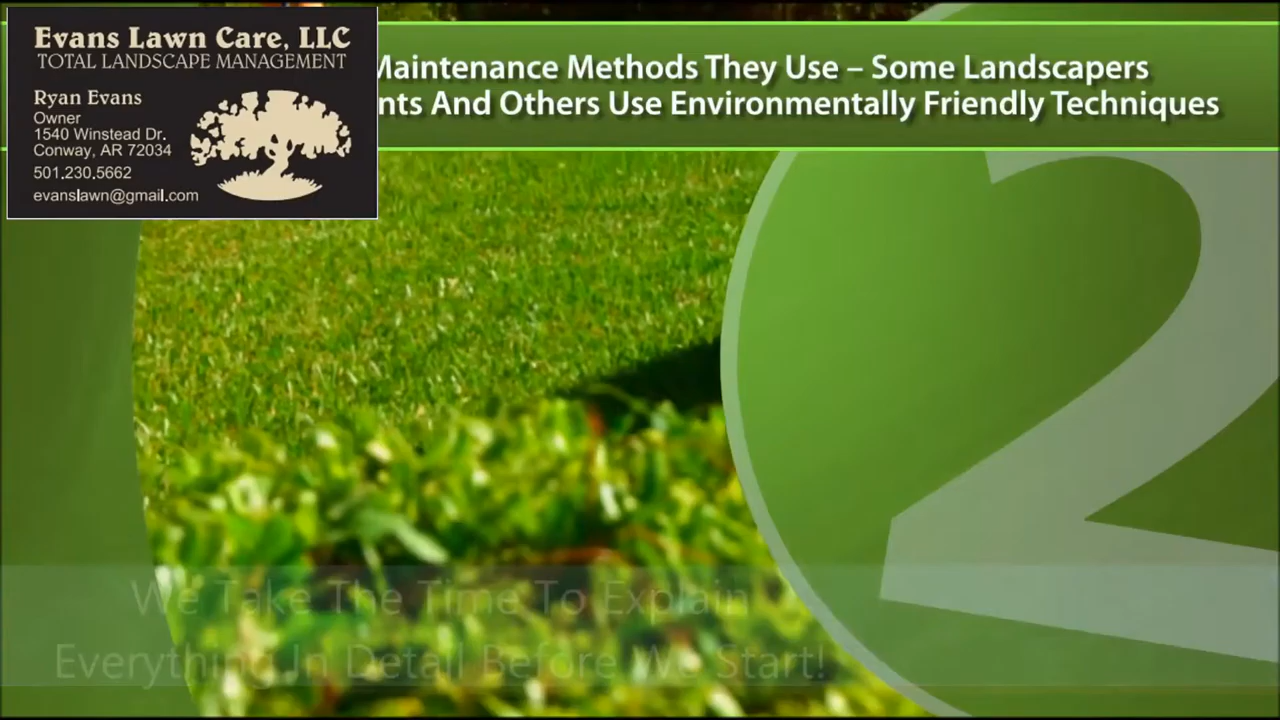 Evans Lawn Care, LLC
TOTAL LANDSCAPE MANAGEMENT
Ryan Evans
Owner
1540 Winstead Dr.
Conway, AR 72034
501.230.5662
evanslawn@gmail.com
Maintenance Methods They Use – Some Landscapers
And Others Use Environmentally Friendly Techniques
2
We Take The Time To Explain
Everything In Detail Before We Start!